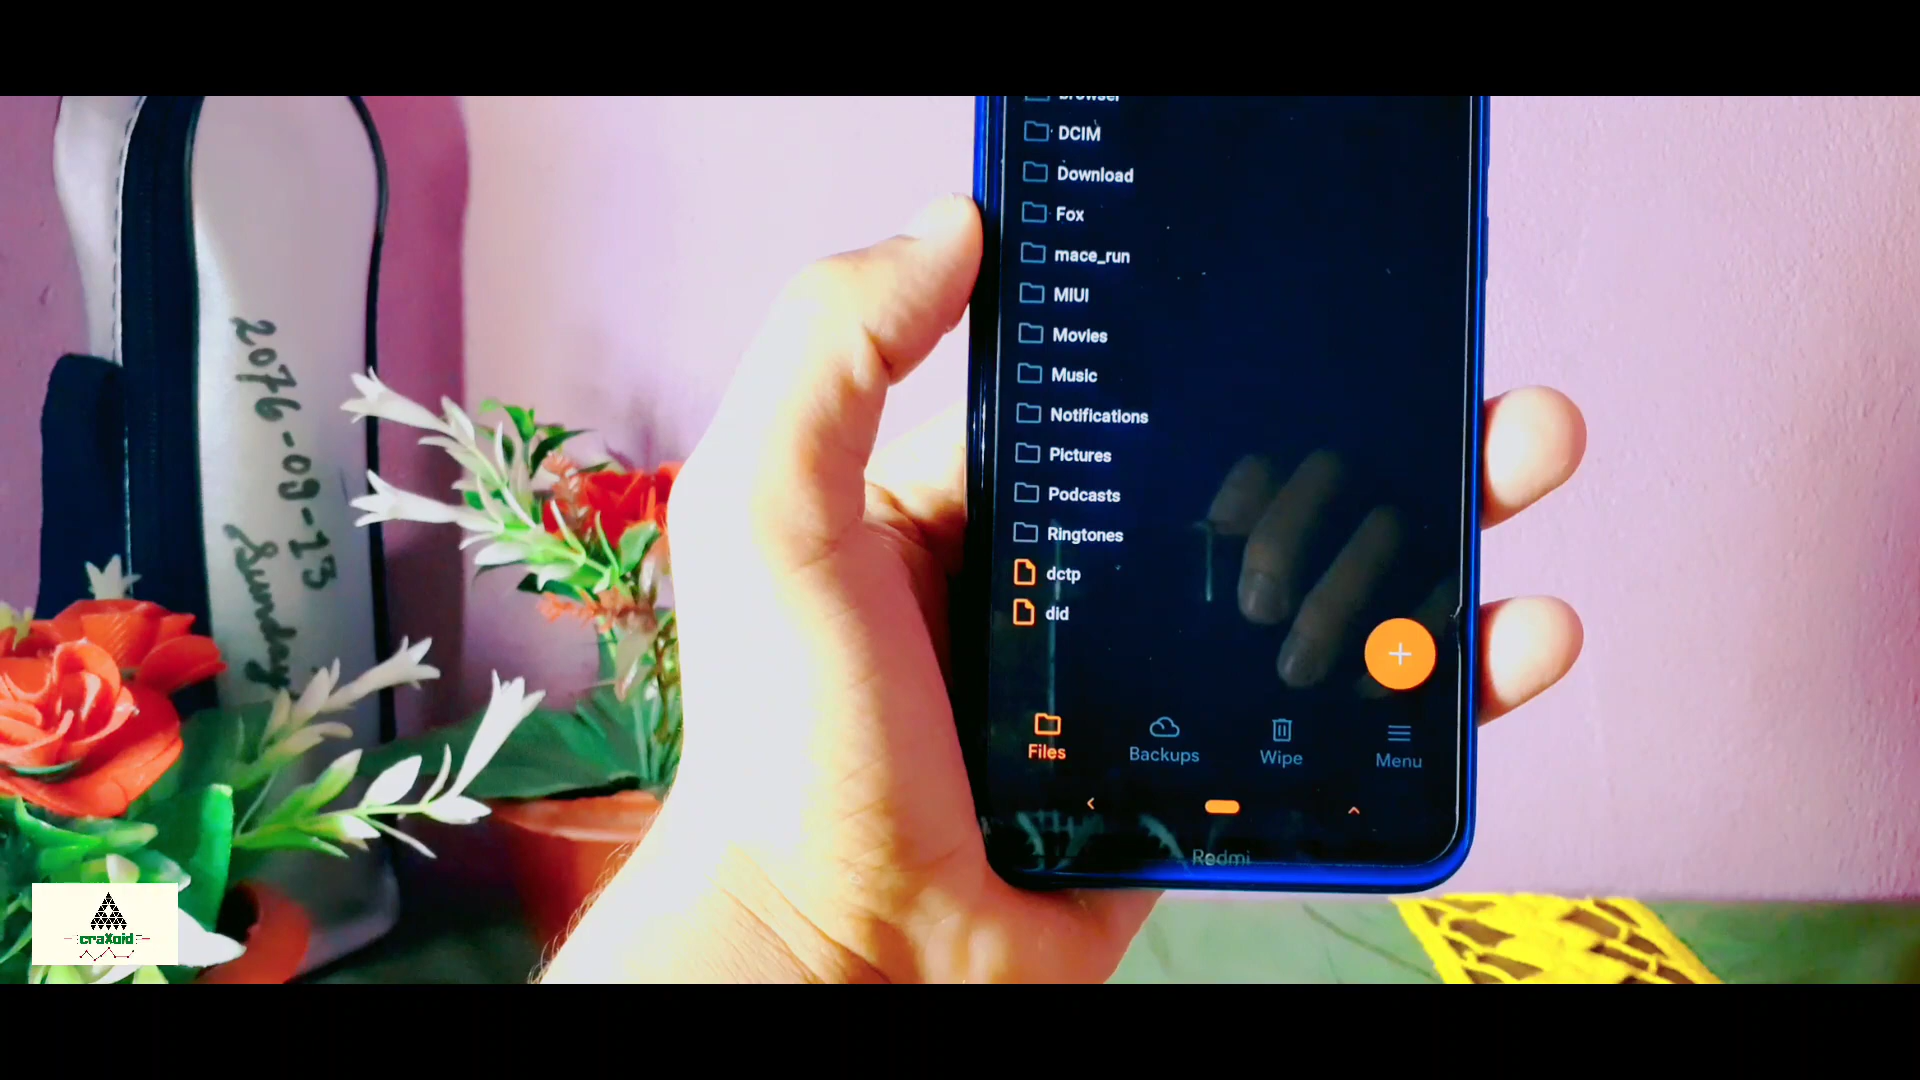 Browser
DCIM
Download
Fox
mace_run
MIUI
Movies
Music
Notifications
Pictures
Podcasts
Ringtones
dctp
did
Files
Backups
Wipe
Menu
Redmi
2076-09-13
Sunday
craXoid